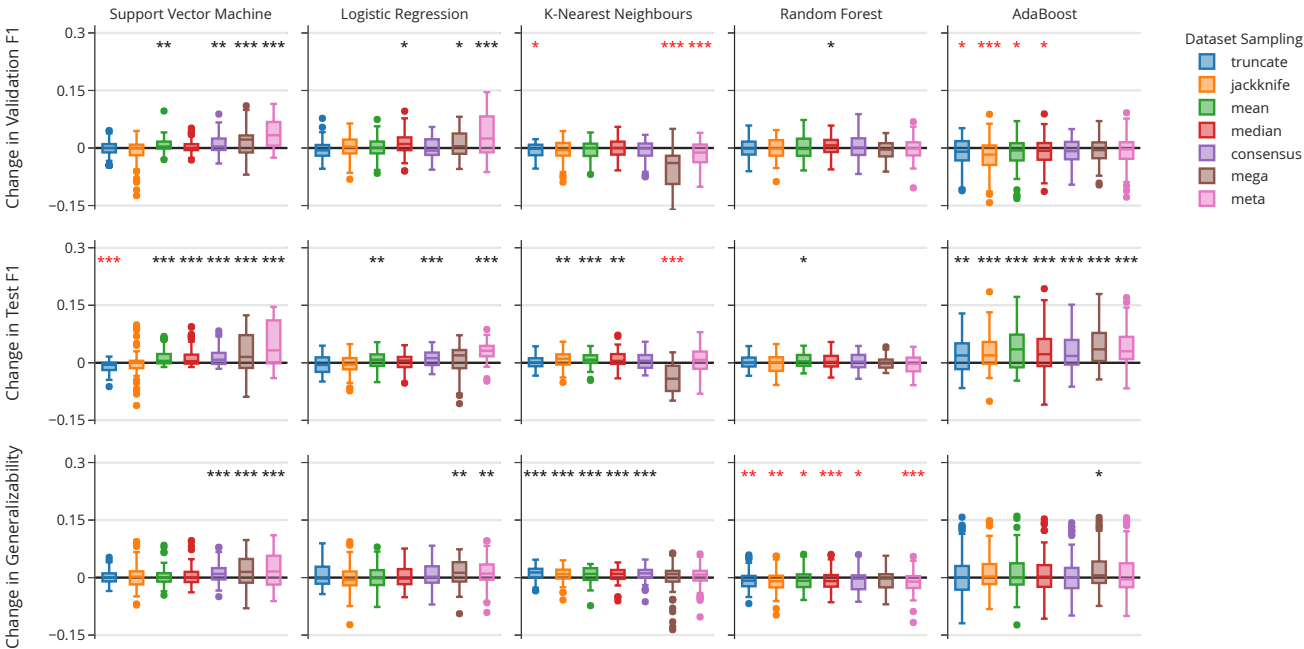 Support Vector Machine
Logistic Regression
K-Nearest Neighbours
Random Forest
AdaBoost
Change in Validation F1
0.3
0.15
0
−0.15
** ** *** ***
* * ***
* *** ***
*
* *** * *
Dataset Sampling
truncate
jackknife
mean
median
consensus
mega
meta
Change in Test F1
0.3
0.15
0
−0.15
*** *** *** *** *** ***
** *** ***
** *** ** ***
*
** *** *** *** *** *** ***
Change in Generalizability
0.3
0.15
0
−0.15
*** *** ***
** **
*** *** *** *** ***
** ** * *** * ***
*